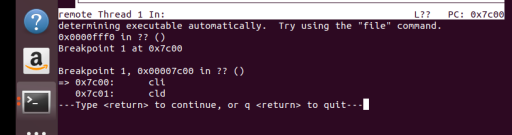 remote Thread 1 In: L?? PC: 0x7c00
determining executable automatically. Try using the "file" command.
0x0000fff0 in ?? ()
Breakpoint 1 at 0x7c00
Breakpoint 1, 0x00007c00 in ?? ()
=> 0x7c00: cli
0x7c01: cld
---Type <return> to continue, or q <return> to quit---